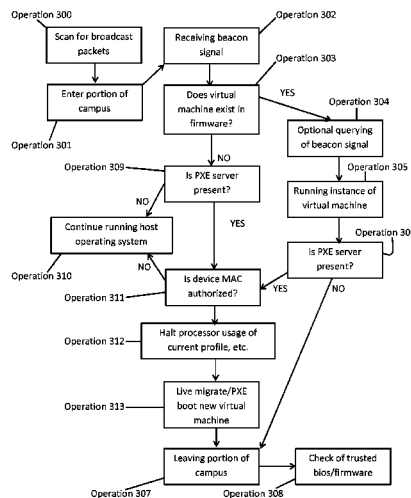 Operation 300
Operation 302
Scan for broadcast
packets
Receiving beacon
signal
Operation 303
Enter portion of
campus
Does virtual
machine exist in
firmware?
YES
Operation 304
Operation 301
Optional querying
of beacon signal
NO
Operation 309
Operation 305
Is PXE server
present?
Running instance of
virtual machine
NO
YES
Operation 30
Continue running host
operating system
Is PXE server
present?
NO
Operation 310
Is device MAC
authorized?
YES
NO
Operation 311
Operation 312
Halt processor usage of
current profile, etc.
Operation 313
Live migrate/PXE
boot new virtual
machine
Leaving portion of
campus
Check of trusted
bios/firmware
Operation 307
Operation 308